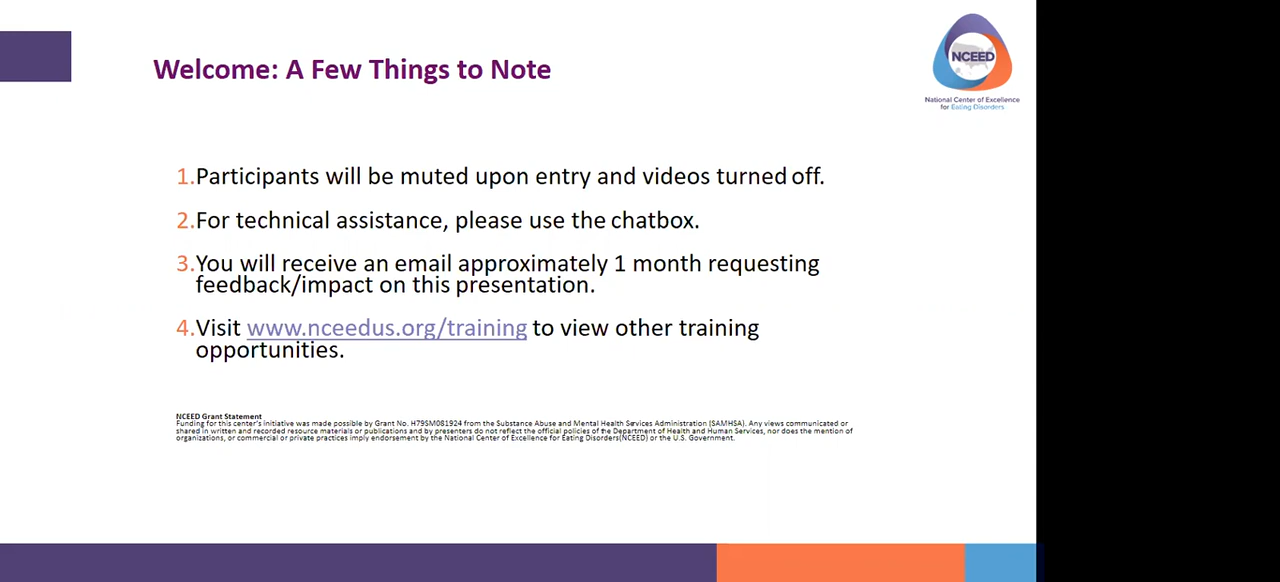 Welcome: A Few Things to Note
NCEED
National Center of Excellence
for Eating Disorders
1.Participants will be muted upon entry and videos turned off.
2.For technical assistance, please use the chatbox.
3.You will receive an email approximately 1 month requesting
feedback/impact on this presentation.
4.Visit www.nceedus.org/training to view other training
opportunities.
NCEED Grant Statement
Funding for this center's initiative was made possible by Grant No. H79SM081924 from the Substance Abuse and Mental Health Services Administration (SAMHSA). Any views communicated or
shared in written and recorded resource materials or publications and by presenters do not reflect the official policies of the Department of Health and Human Services, nor does the mention of
organizations, or commercial or private practices imply endorsement by the National Center of Excellence for Eating Disorders(NCEED) or the U.S. Government.